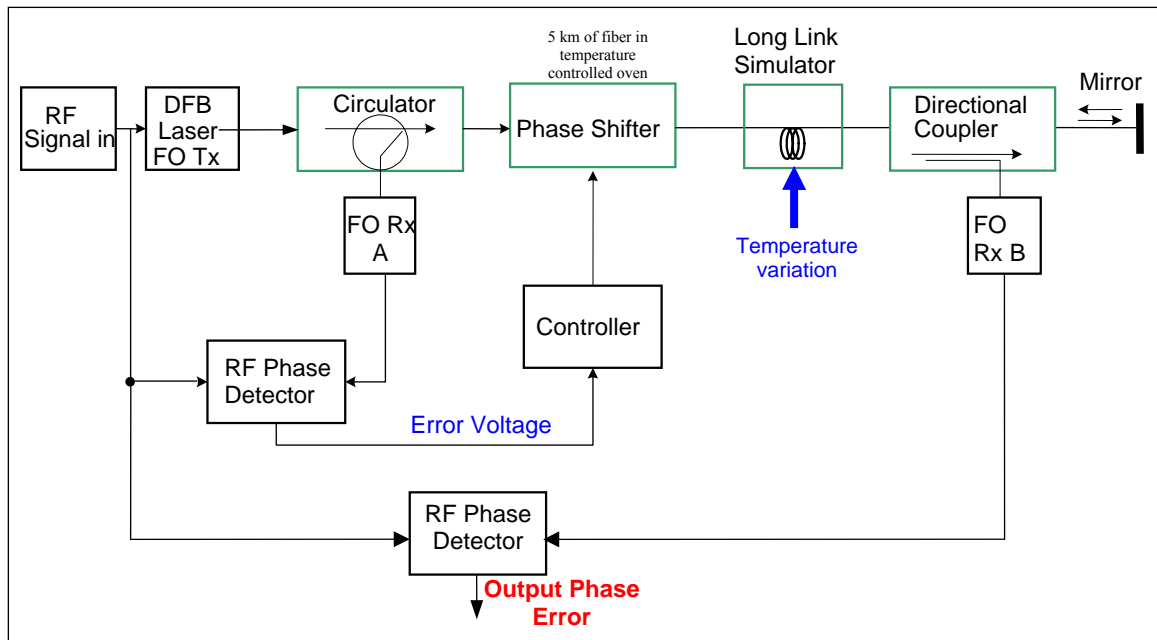 5 km of fiber in
temperature
controlled oven
Long Link
Simulator
Mirror
RF
Signal in
DFB
Laser
FO Tx
Circulator
Phase Shifter
Directional
Coupler
FO Rx
A
Temperature
variation
FO
Rx B
Controller
RF Phase
Detector
Error Voltage
RF Phase
Detector
Output Phase
Error